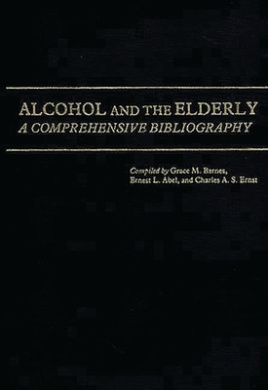 ALCOHOL AND THE ELDERLY
A COMPREHENSIVE BIBLIOGRAPHY
Compiled by Grace M. Barnes,
Ernest L. Abel, and Charles A. S. Ernst